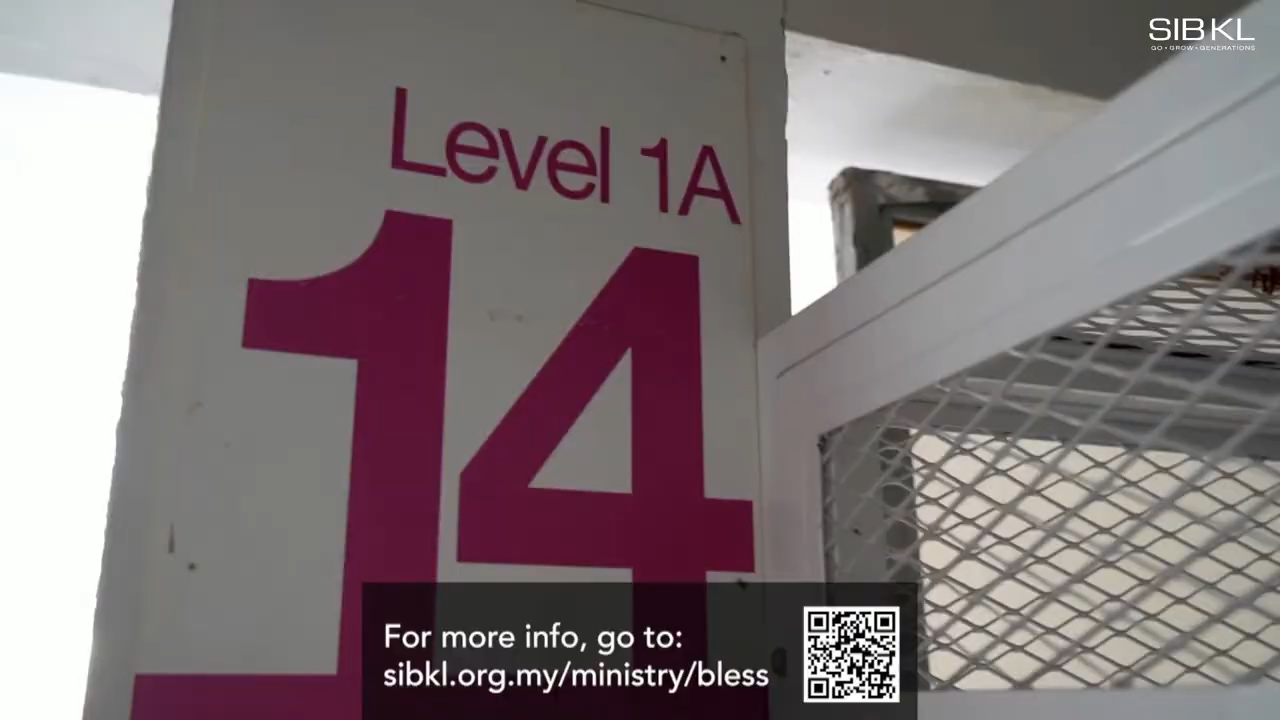 SIBKL
GO • GROW • GENERATIONS
Level 1A
14
For more info, go to:
sibkl.org.my/ministry/bless